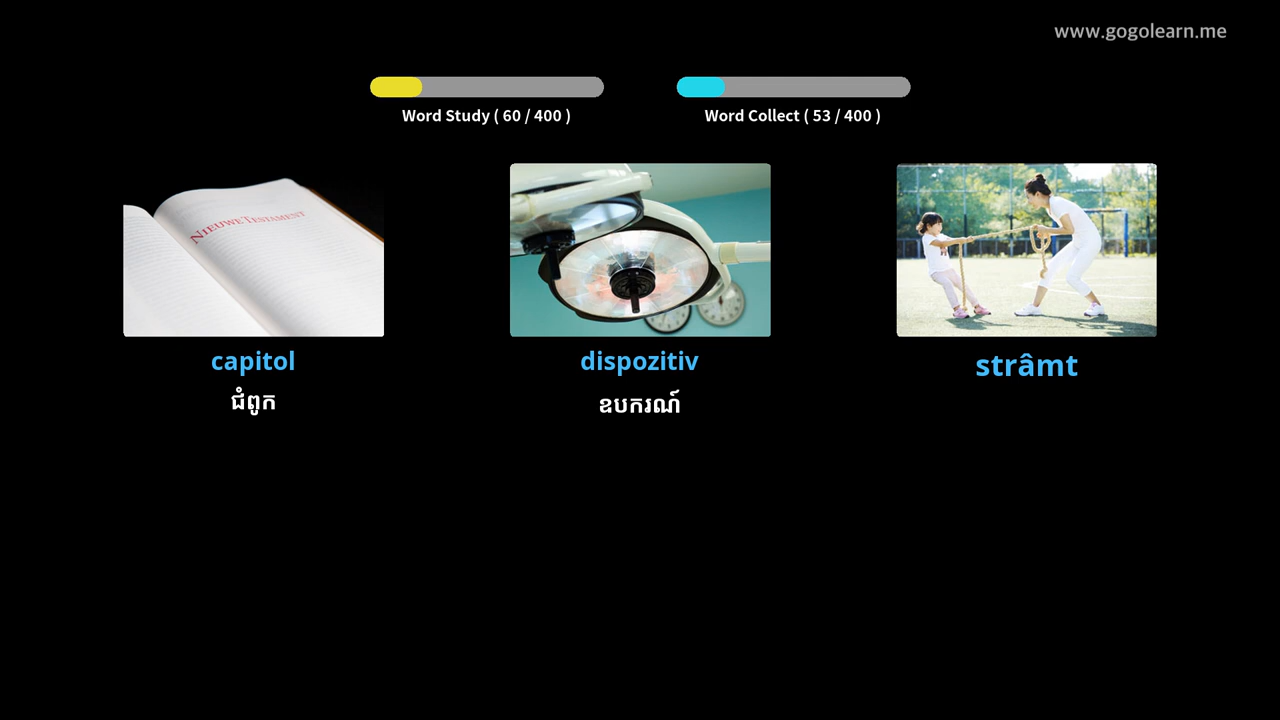 www.gogolearn.me
Word Study ( 60 / 400 )
Word Collect ( 53 / 400 )
NIEUWE TESTAMENT
capitol
dispozitiv
strâmt
ជំពូក
ឧបករណ៍